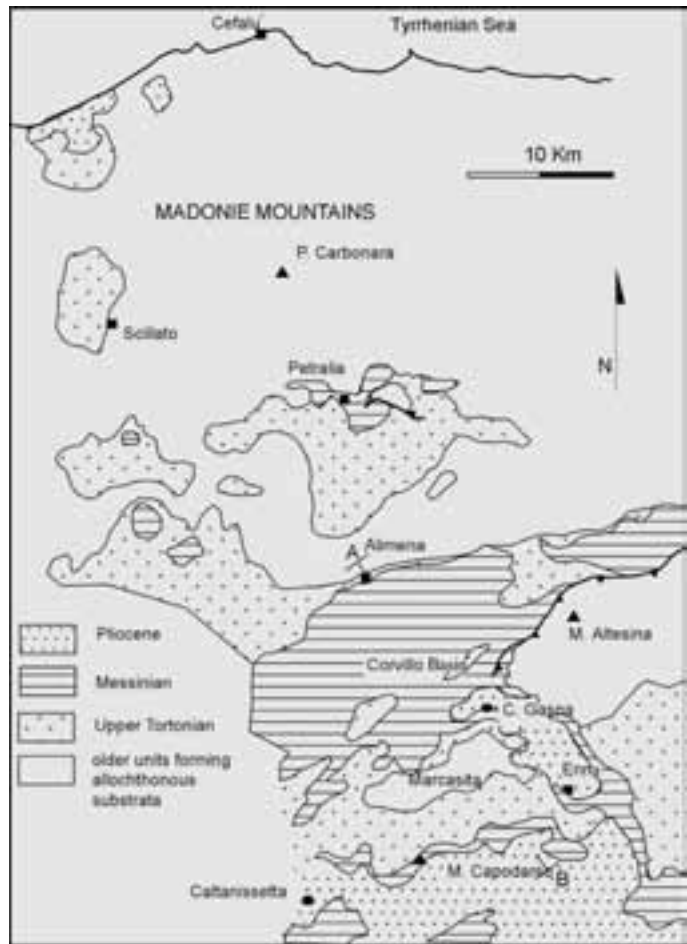 Cefalù
Tyrrhenian Sea
10 Km
MADONIE MOUNTAINS
P. Carbonara
Scillato
N
Petralia
A
Alimena
M. Altesina
Corvillo Basin
C. Gaspa
Enna
Marcasita
M. Capodarso
B
Caltanissetta
Pliocene
Messinian
Upper Tortonian
older units forming
allochthonous
substrata